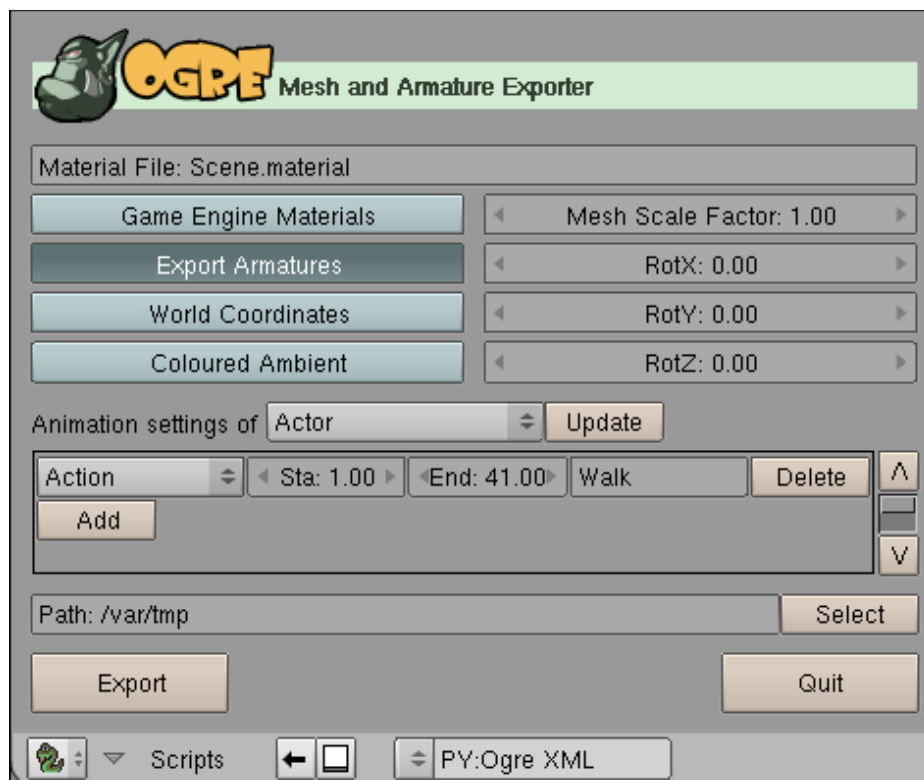 OGRE Mesh and Armature Exporter
Material File: Scene.material
Game Engine Materials Mesh Scale Factor: 1.00
Export Armatures RotX: 0.00
World Coordinates RotY: 0.00
Coloured Ambient RotZ: 0.00
Animation settings of Actor Update
Action Sta: 1.00 End: 41.00 Walk Delete Λ
Add
V
Path: /var/tmp Select
Export Quit
Scripts PY:Ogre XML